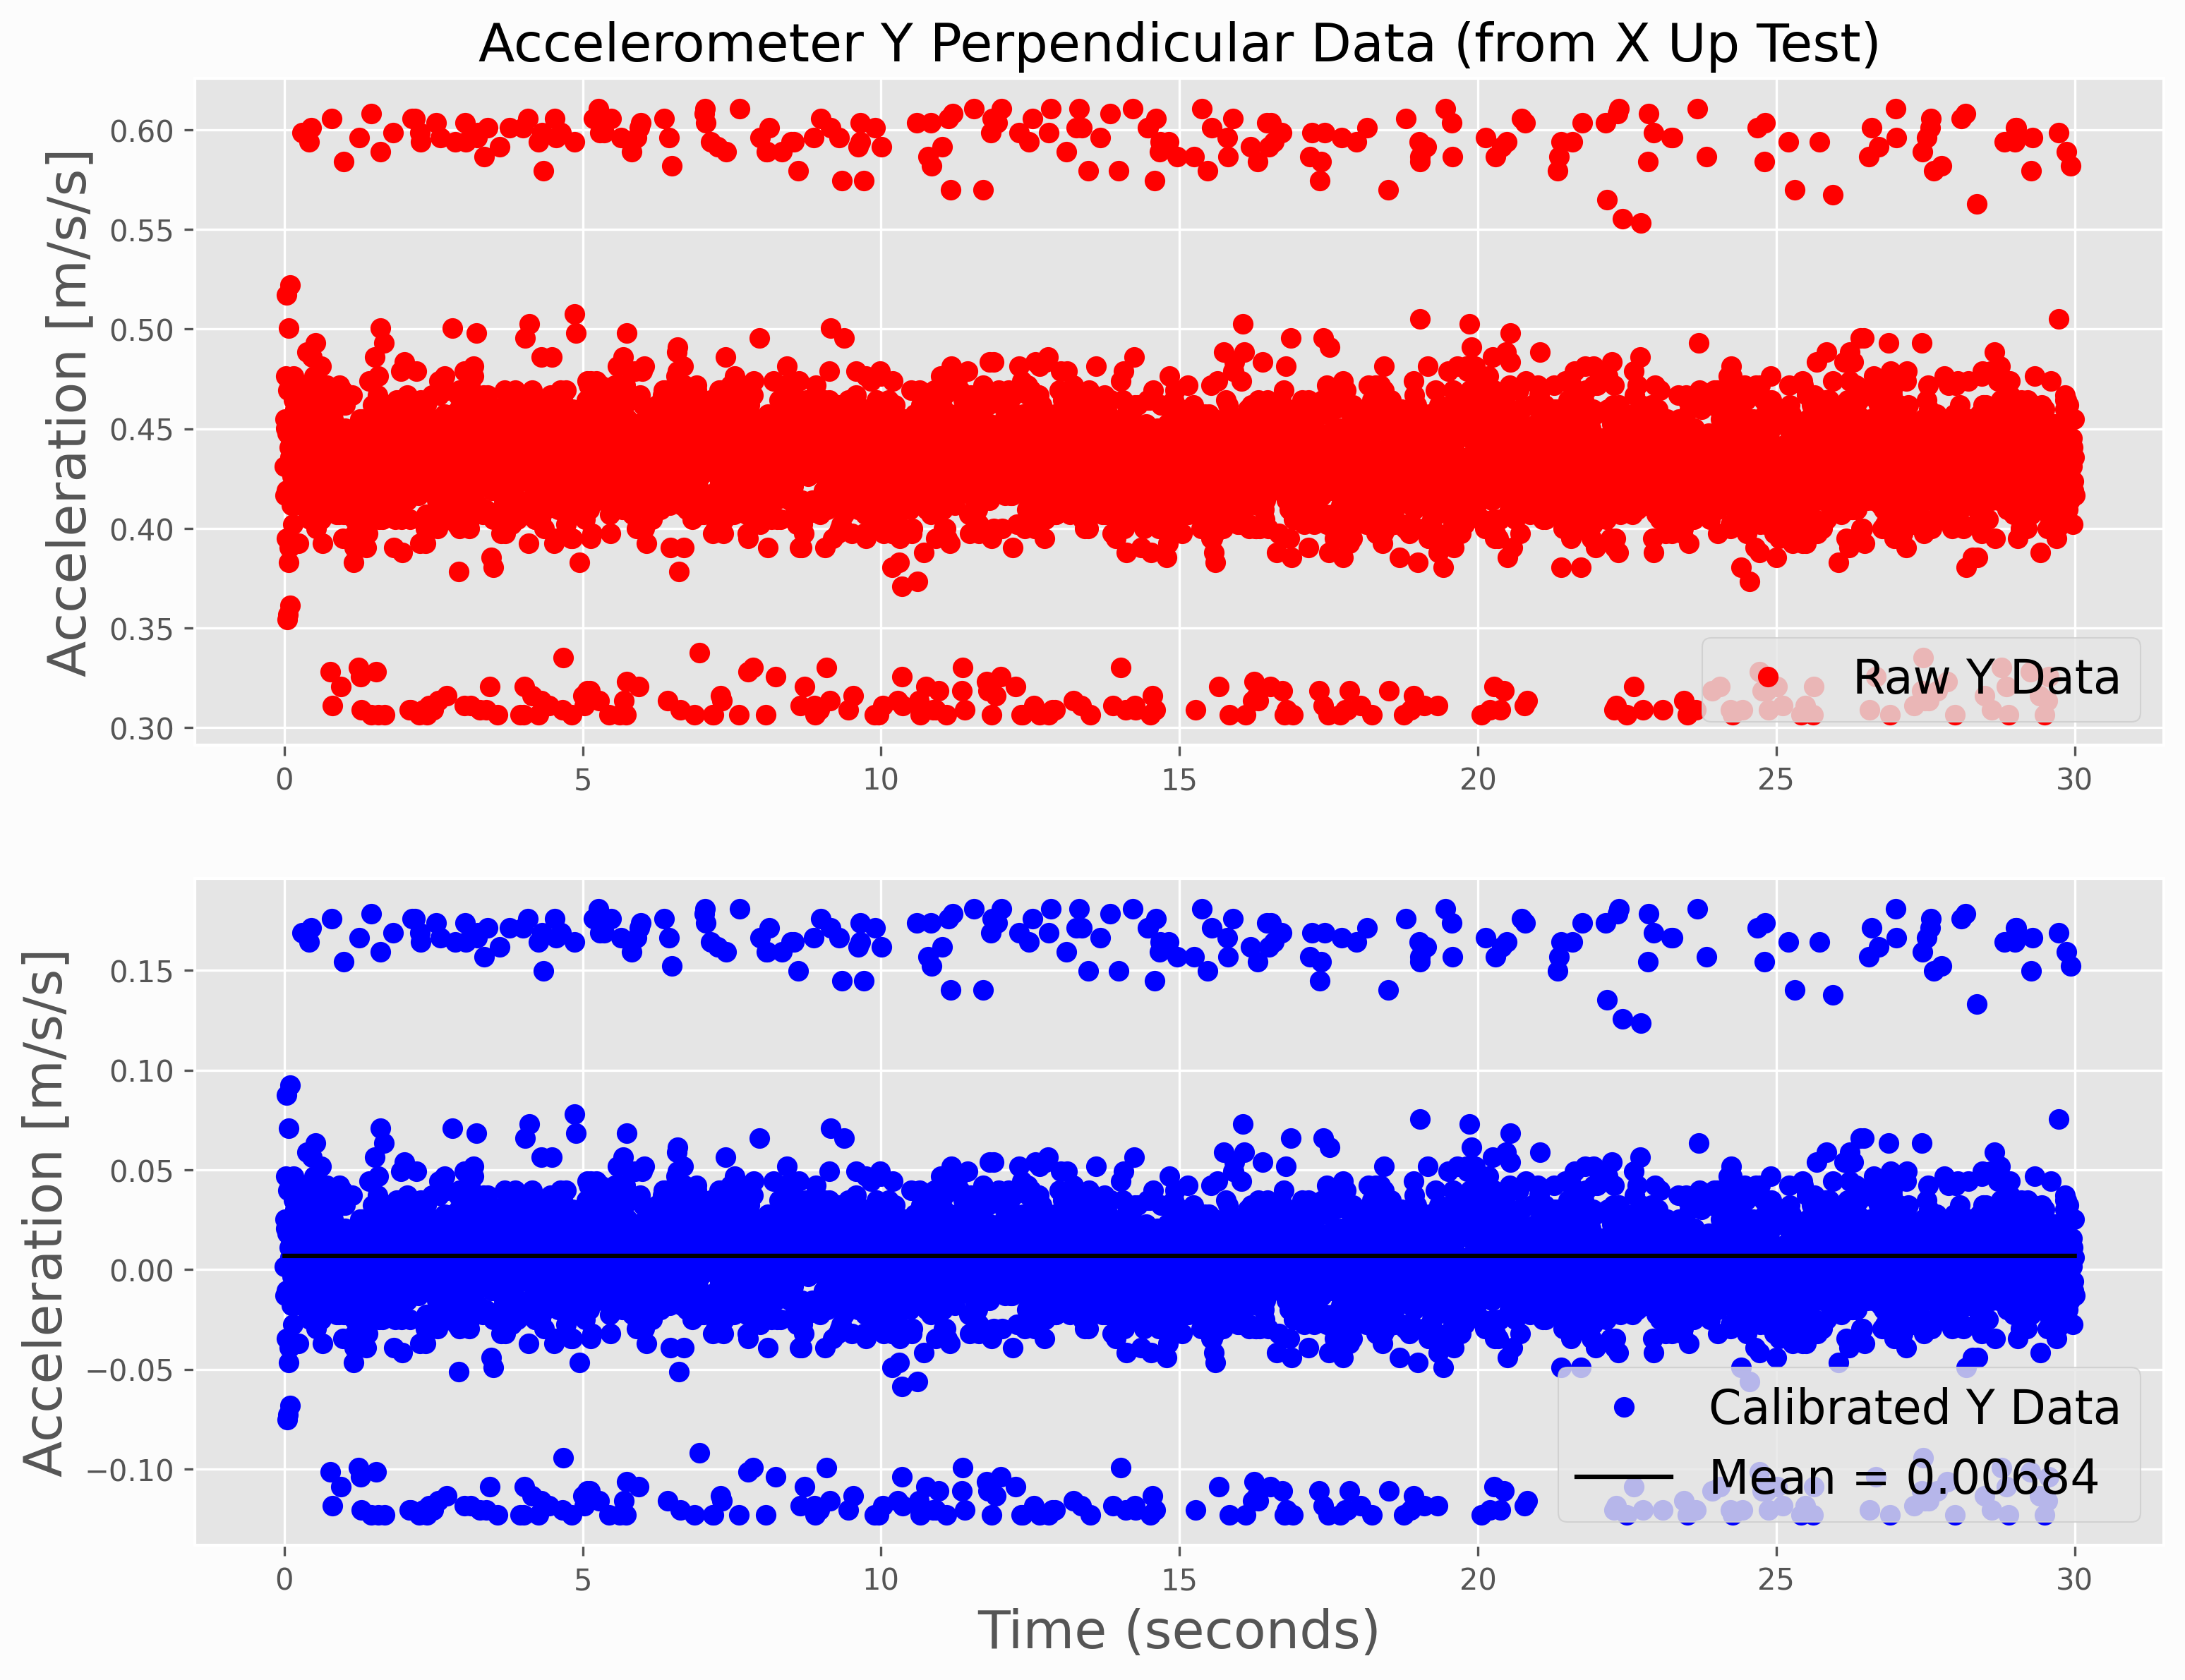 Accelerometer Y Perpendicular Data (from X Up Test)
Acceleration [m/s/s]
0.60
0.55
0.50
0.45
0.40
0.35
0.30
Raw Y Data
0 5 10 15 20 25 30
Acceleration [m/s/s]
0.15
0.10
0.05
0.00
−0.05
−0.10
Calibrated Y Data
Mean = 0.00684
0 5 10 15 20 25 30
Time (seconds)